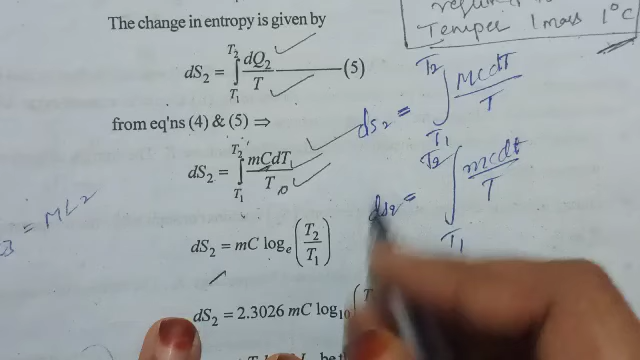 requir
Temper 1 mass 1°C
The change in entropy is given by
dS₂ = ∫_{T₁}^{T₂} dQ₂/T ———(5)
from eq'ns (4) & (5) ⇒
dS₂ = ∫_{T₁}^{T₂} mCdT₁/T
dS₂ = mC logₑ (T₂/T₁)
dS₂ = 2.3026 mC log₁₀ (T
ds₂ = ∫_{T₁}^{T₂} MCdT/T
ds₂ = ∫_{T₁}^{T₂} mcdt/T
= ML₂